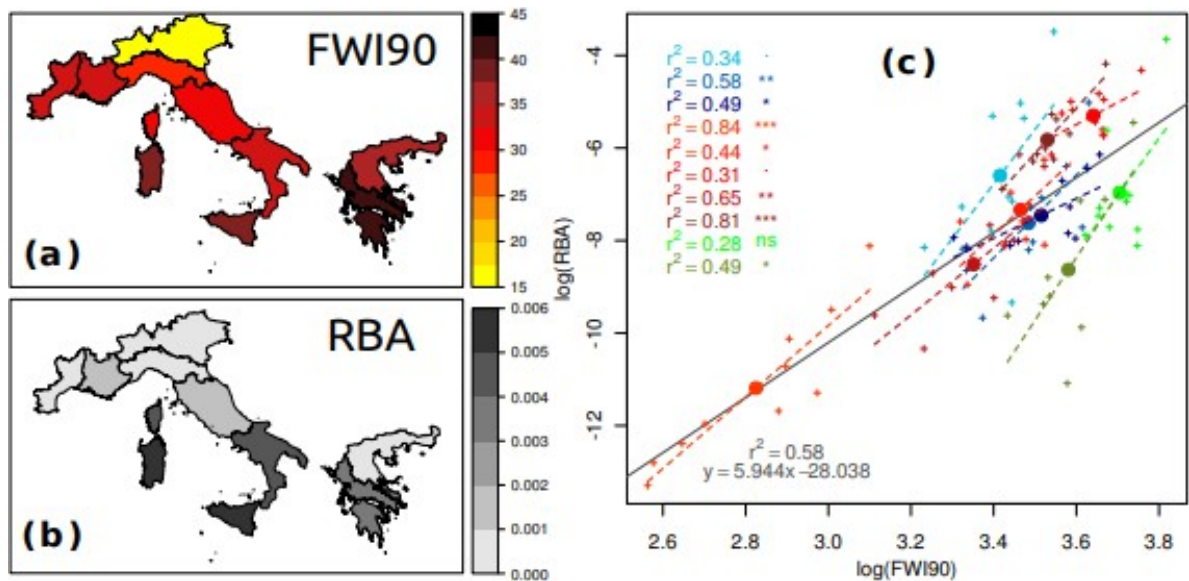 FWI90
(a)
45
40
35
30
25
20
15
RBA
(b)
0.006
0.005
0.004
0.003
0.002
0.001
0.000
(c)
r² = 0.34 ·
r² = 0.58 **
r² = 0.49 *
r² = 0.84 ***
r² = 0.44 *
r² = 0.31 ·
r² = 0.65 **
r² = 0.81 ***
r² = 0.28 ns
r² = 0.49 *
r² = 0.58
y = 5.944x−28.038
log(RBA)
-4
-6
-8
-10
-12
2.6 2.8 3.0 3.2 3.4 3.6 3.8
log(FWI90)